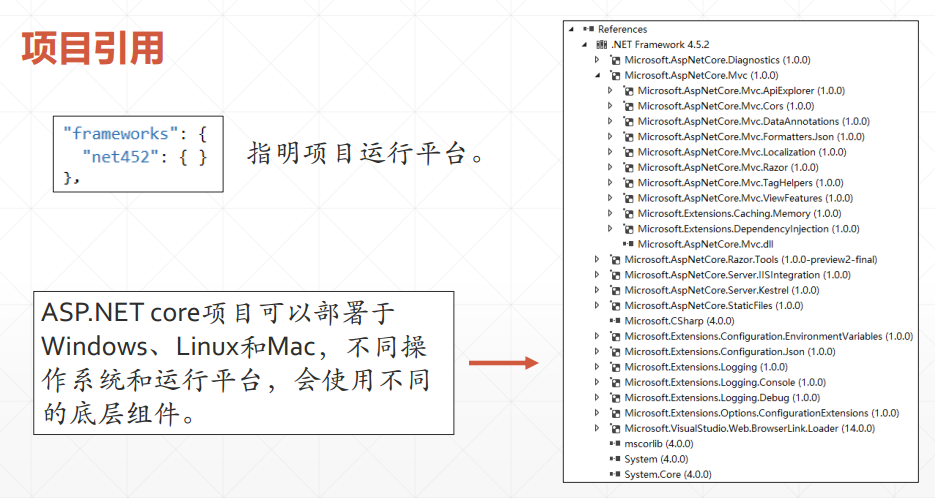 项目引用
"frameworks": {
"net452": { }
},
指明项目运行平台。
ASP.NET core项目可以部署于
Windows、Linux和Mac，不同操
作系统和运行平台，会使用不同
的底层组件。
References
.NET Framework 4.5.2
Microsoft.AspNetCore.Diagnostics (1.0.0)
Microsoft.AspNetCore.Mvc (1.0.0)
Microsoft.AspNetCore.Mvc.ApiExplorer (1.0.0)
Microsoft.AspNetCore.Mvc.Cors (1.0.0)
Microsoft.AspNetCore.Mvc.DataAnnotations (1.0.0)
Microsoft.AspNetCore.Mvc.Formatters.Json (1.0.0)
Microsoft.AspNetCore.Mvc.Localization (1.0.0)
Microsoft.AspNetCore.Mvc.Razor (1.0.0)
Microsoft.AspNetCore.Mvc.TagHelpers (1.0.0)
Microsoft.AspNetCore.Mvc.ViewFeatures (1.0.0)
Microsoft.Extensions.Caching.Memory (1.0.0)
Microsoft.Extensions.DependencyInjection (1.0.0)
Microsoft.AspNetCore.Mvc.dll
Microsoft.AspNetCore.Razor.Tools (1.0.0-preview2-final)
Microsoft.AspNetCore.Server.IISIntegration (1.0.0)
Microsoft.AspNetCore.Server.Kestrel (1.0.0)
Microsoft.AspNetCore.StaticFiles (1.0.0)
Microsoft.CSharp (4.0.0)
Microsoft.Extensions.Configuration.EnvironmentVariables (1.0.0)
Microsoft.Extensions.Configuration.Json (1.0.0)
Microsoft.Extensions.Logging (1.0.0)
Microsoft.Extensions.Logging.Console (1.0.0)
Microsoft.Extensions.Logging.Debug (1.0.0)
Microsoft.Extensions.Options.ConfigurationExtensions (1.0.0)
Microsoft.VisualStudio.Web.BrowserLink.Loader (14.0.0)
mscorlib (4.0.0)
System (4.0.0)
System.Core (4.0.0)